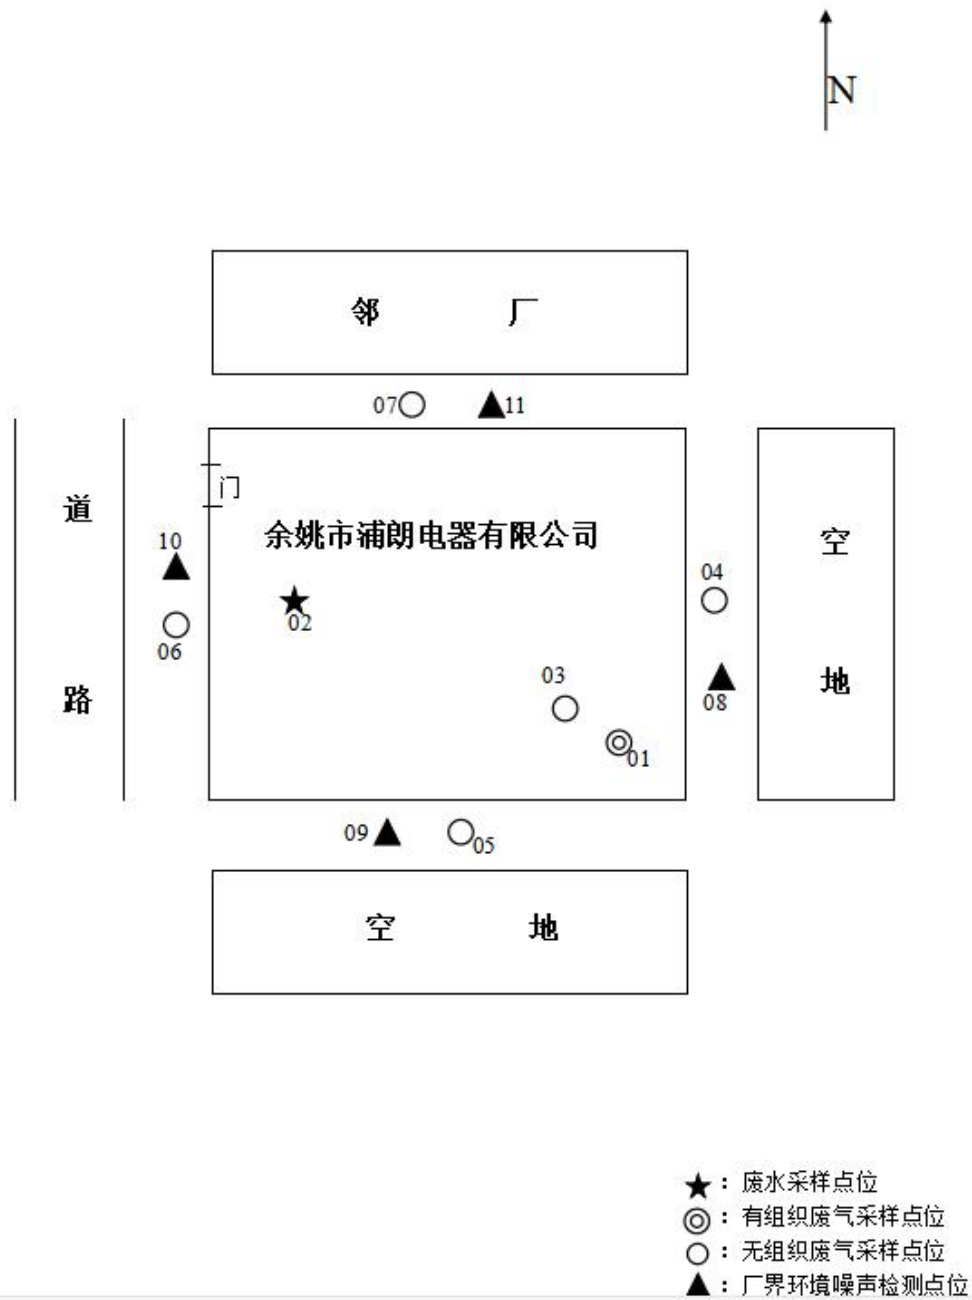 N
邻 厂
07 11
门
道
路
余姚市浦朗电器有限公司
10
06
02
03
01
04
08
空
地
09 05
空 地
★：废水采样点位
◎：有组织废气采样点位
○：无组织废气采样点位
▲：厂界环境噪声检测点位